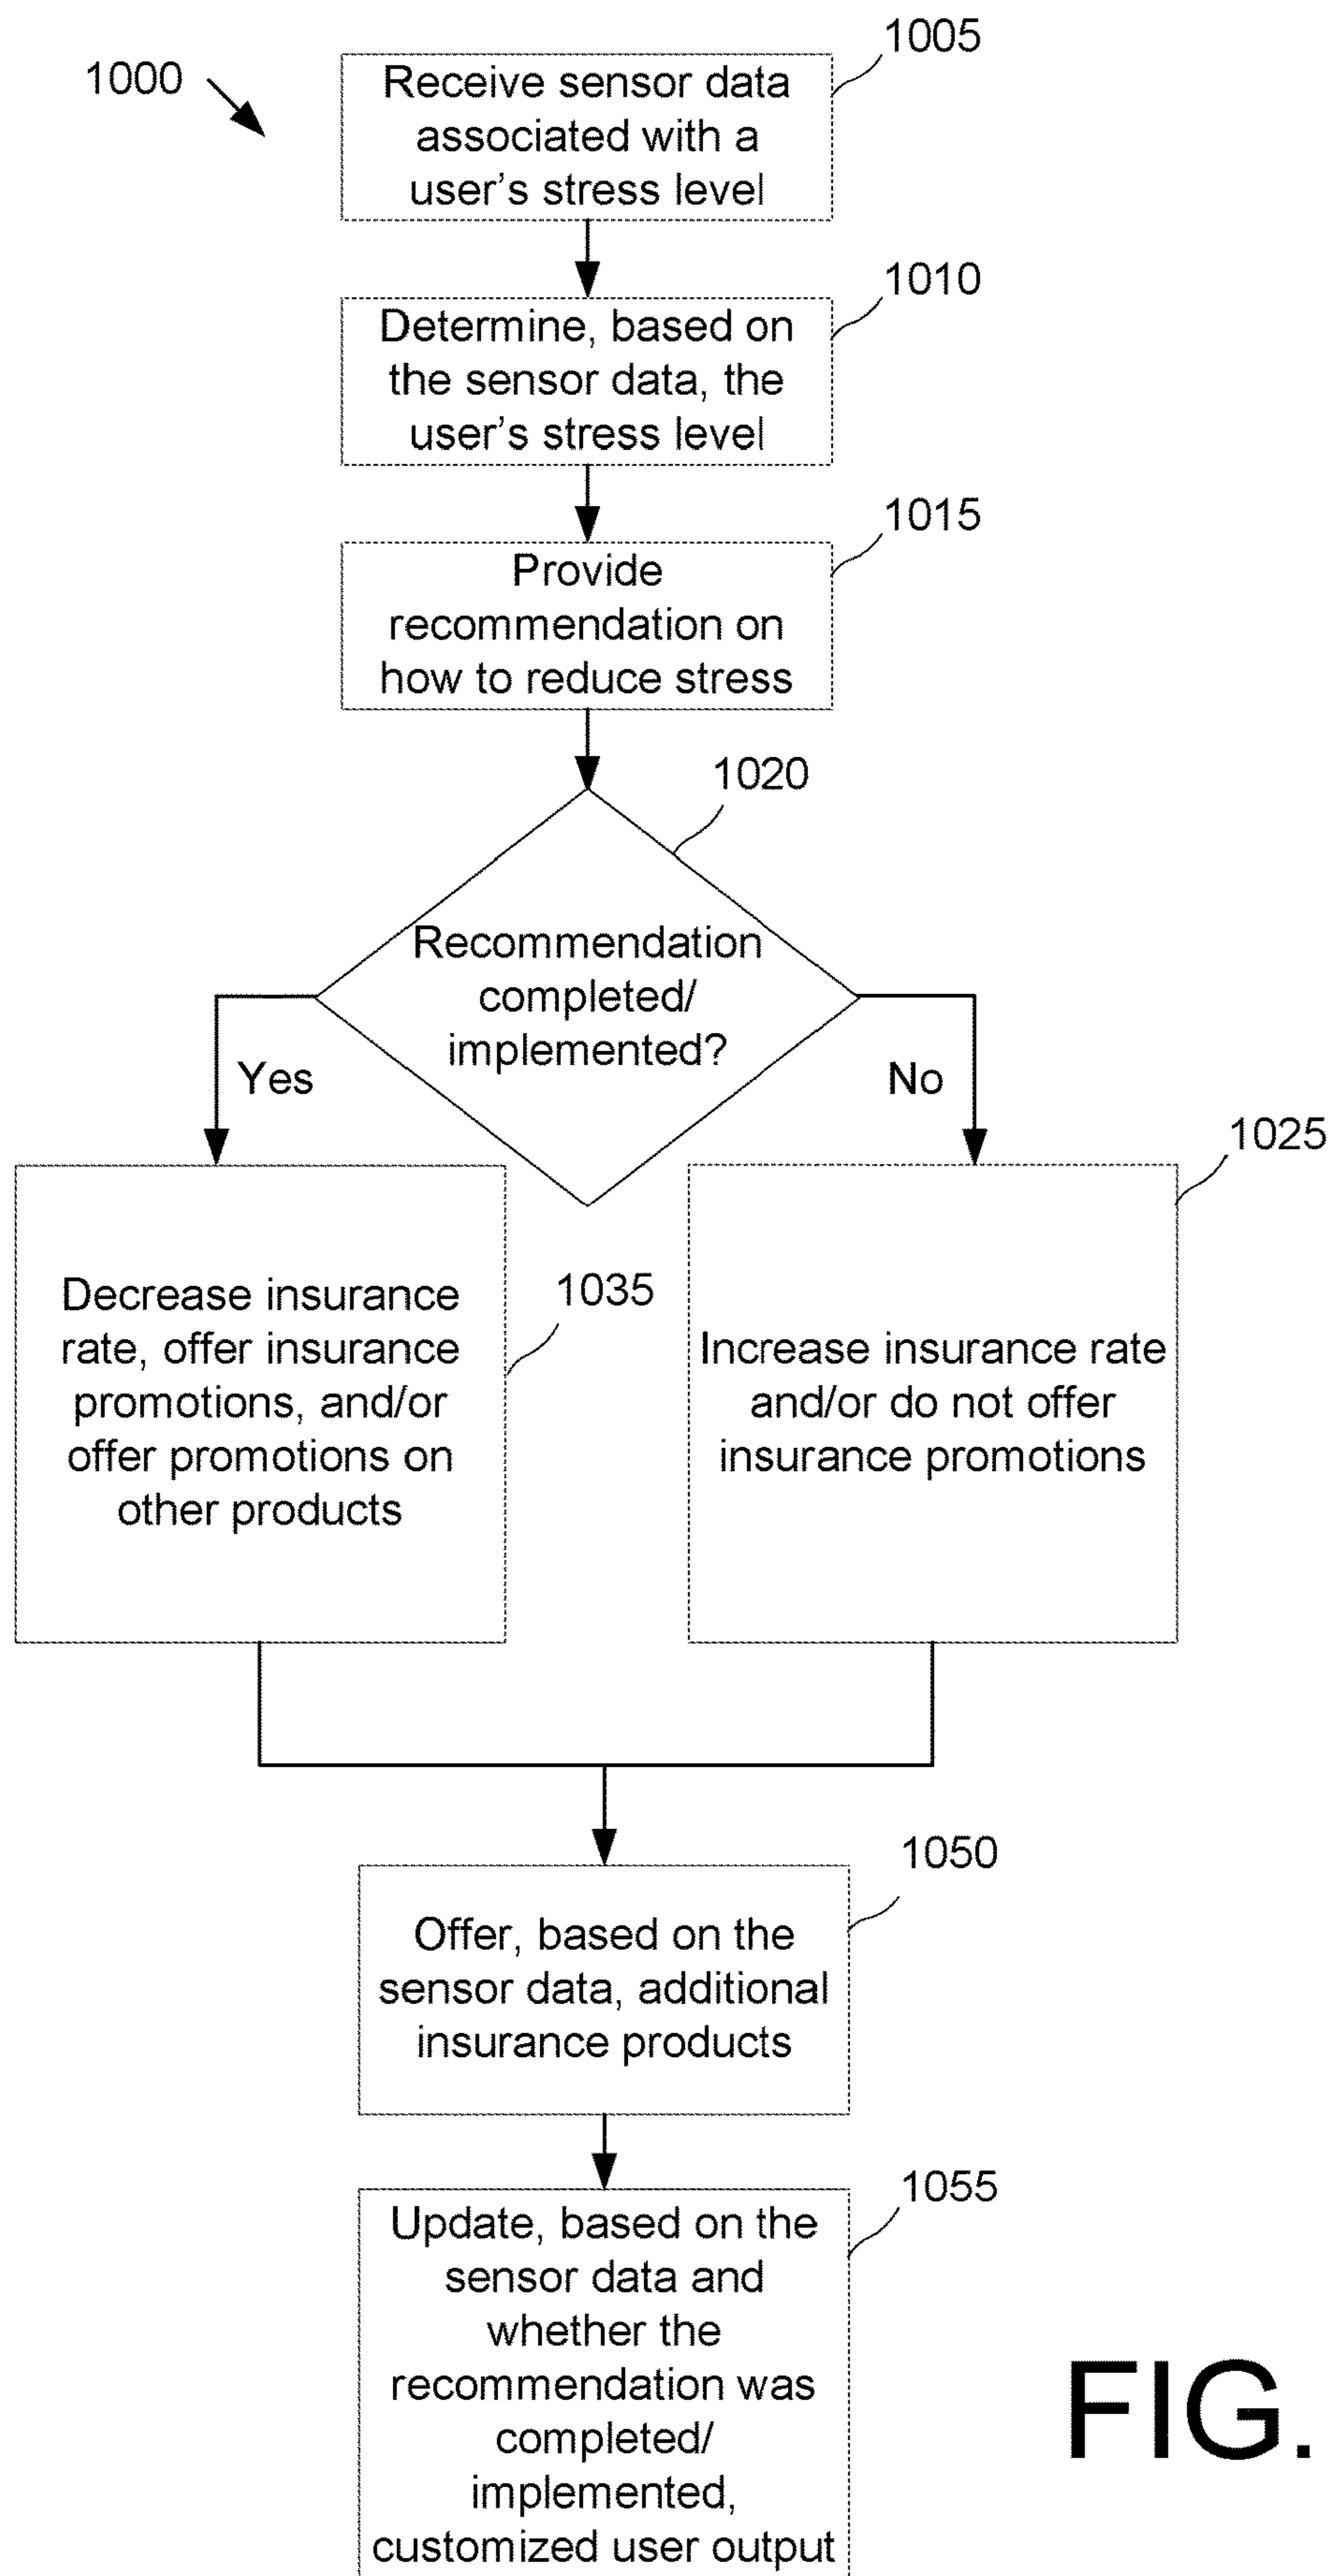 1000
1005
Receive sensor data
associated with a
user's stress level
1010
Determine, based on
the sensor data, the
user's stress level
1015
Provide
recommendation on
how to reduce stress
1020
Recommendation
completed/
implemented?
Yes
No
1025
1035
Decrease insurance
rate, offer insurance
promotions, and/or
offer promotions on
other products
Increase insurance rate
and/or do not offer
insurance promotions
1050
Offer, based on the
sensor data, additional
insurance products
1055
Update, based on the
sensor data and
whether the
recommendation was
completed/
implemented,
customized user output
FIG.